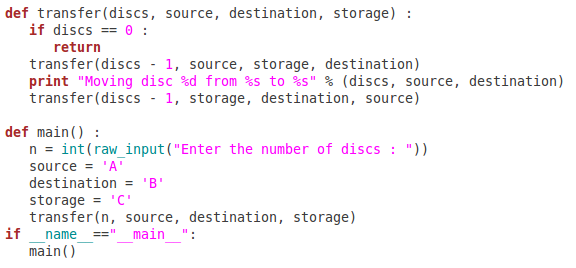 def transfer(discs, source, destination, storage) :
   if discs == 0 :
      return
   transfer(discs - 1, source, storage, destination)
   print "Moving disc %d from %s to %s" % (discs, source, destination)
   transfer(discs - 1, storage, destination, source)

def main() :
   n = int(raw_input("Enter the number of discs : "))
   source = 'A'
   destination = 'B'
   storage = 'C'
   transfer(n, source, destination, storage)
if __name__=="__main__":
   main()